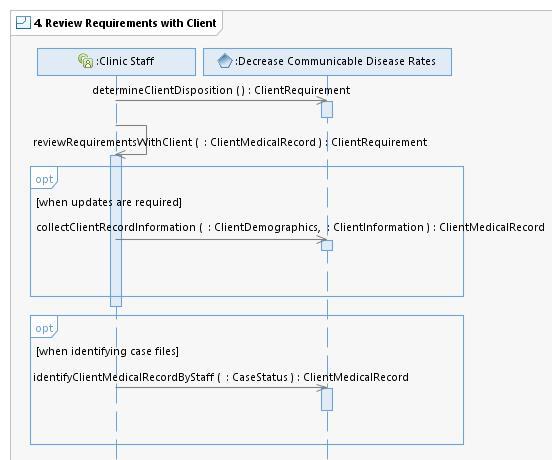 4. Review Requirements with Client
:Clinic Staff
:Decrease Communicable Disease Rates
determineClientDisposition ( ) : ClientRequirement
reviewRequirementsWithClient ( : ClientMedicalRecord ) : ClientRequirement
opt
[when updates are required]
collectClientRecordInformation ( : ClientDemographics, : ClientInformation ) : ClientMedicalRecord
opt
[when identifying case files]
identifyClientMedicalRecordByStaff ( : CaseStatus ) : ClientMedicalRecord